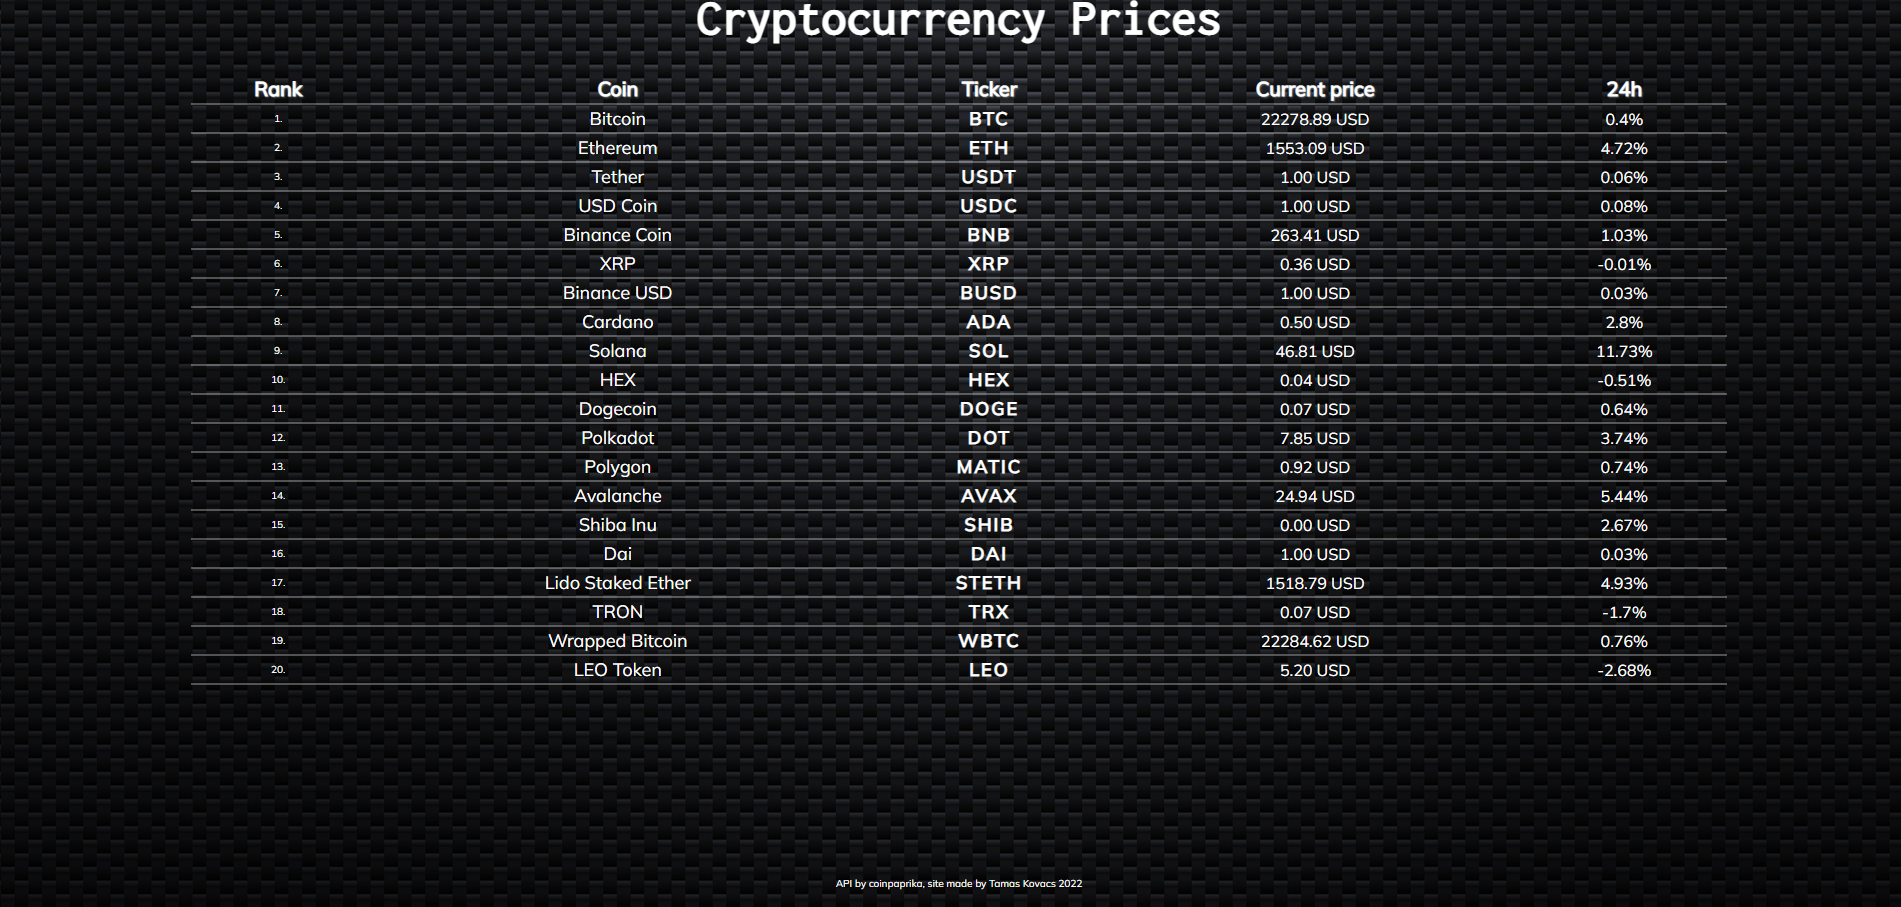 Cryptocurrency Prices
Rank Coin Ticker Current price 24h
1. Bitcoin BTC 22278.89 USD 0.4%
2. Ethereum ETH 1553.09 USD 4.72%
3. Tether USDT 1.00 USD 0.06%
4. USD Coin USDC 1.00 USD 0.08%
5. Binance Coin BNB 263.41 USD 1.03%
6. XRP XRP 0.36 USD -0.01%
7. Binance USD BUSD 1.00 USD 0.03%
8. Cardano ADA 0.50 USD 2.8%
9. Solana SOL 46.81 USD 11.73%
10. HEX HEX 0.04 USD -0.51%
11. Dogecoin DOGE 0.07 USD 0.64%
12. Polkadot DOT 7.85 USD 3.74%
13. Polygon MATIC 0.92 USD 0.74%
14. Avalanche AVAX 24.94 USD 5.44%
15. Shiba Inu SHIB 0.00 USD 2.67%
16. Dai DAI 1.00 USD 0.03%
17. Lido Staked Ether STETH 1518.79 USD 4.93%
18. TRON TRX 0.07 USD -1.7%
19. Wrapped Bitcoin WBTC 22284.62 USD 0.76%
20. LEO Token LEO 5.20 USD -2.68%
API by coinpaprika, site made by Tamas Kovacs 2022